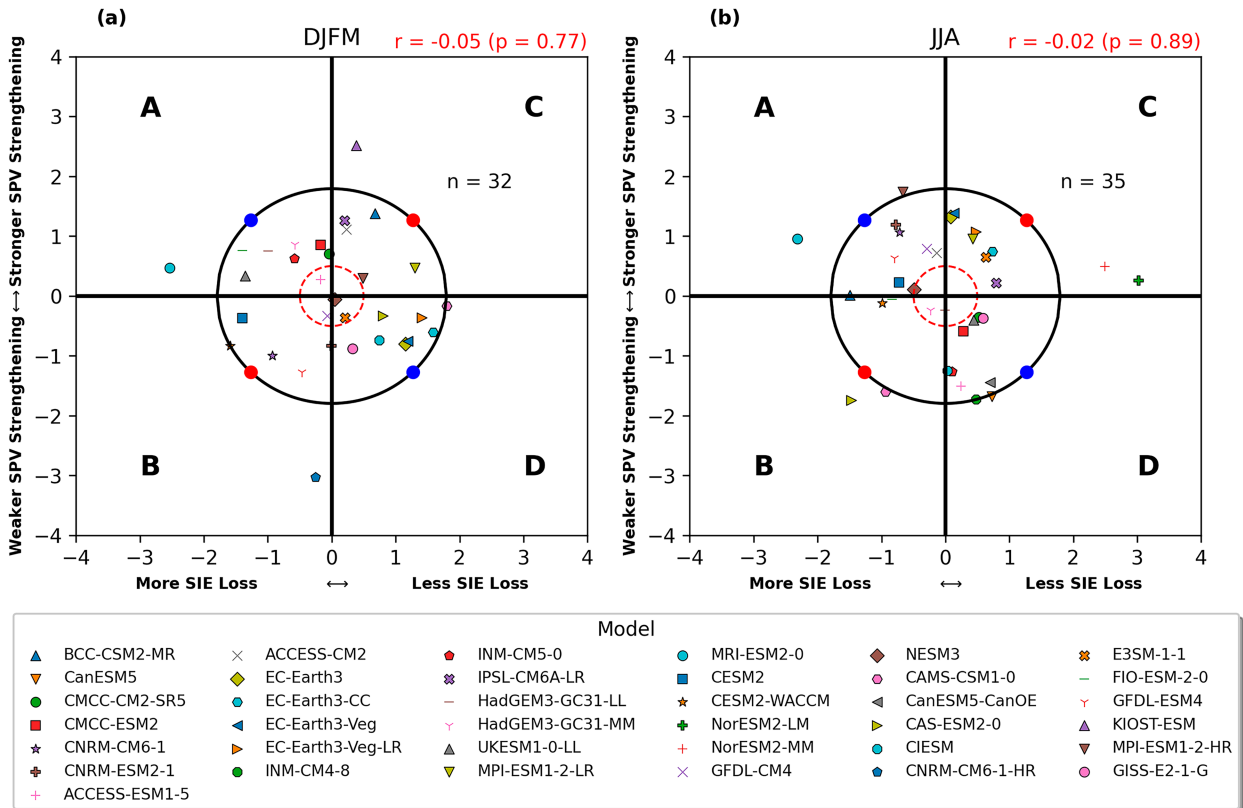 (a)
DJFM
r = -0.05 (p = 0.77)
Weaker SPV Strengthening ⟷ Stronger SPV Strengthening
4
3
2
1
0
−1
−2
−3
−4
A
C
n = 32
B
D
−4 −3 −2 −1 0 1 2 3 4
More SIE Loss ⟷ Less SIE Loss
(b)
JJA
r = -0.02 (p = 0.89)
Weaker SPV Strengthening ⟷ Stronger SPV Strengthening
4
3
2
1
0
−1
−2
−3
−4
A
C
n = 35
B
D
−4 −3 −2 −1 0 1 2 3 4
More SIE Loss ⟷ Less SIE Loss
Model
BCC-CSM2-MR
CanESM5
CMCC-CM2-SR5
CMCC-ESM2
CNRM-CM6-1
CNRM-ESM2-1
ACCESS-ESM1-5
ACCESS-CM2
EC-Earth3
EC-Earth3-CC
EC-Earth3-Veg
EC-Earth3-Veg-LR
INM-CM4-8
INM-CM5-0
IPSL-CM6A-LR
HadGEM3-GC31-LL
HadGEM3-GC31-MM
UKESM1-0-LL
MPI-ESM1-2-LR
MRI-ESM2-0
CESM2
CESM2-WACCM
NorESM2-LM
NorESM2-MM
GFDL-CM4
NESM3
CAMS-CSM1-0
CanESM5-CanOE
CAS-ESM2-0
CIESM
CNRM-CM6-1-HR
E3SM-1-1
FIO-ESM-2-0
GFDL-ESM4
KIOST-ESM
MPI-ESM1-2-HR
GISS-E2-1-G